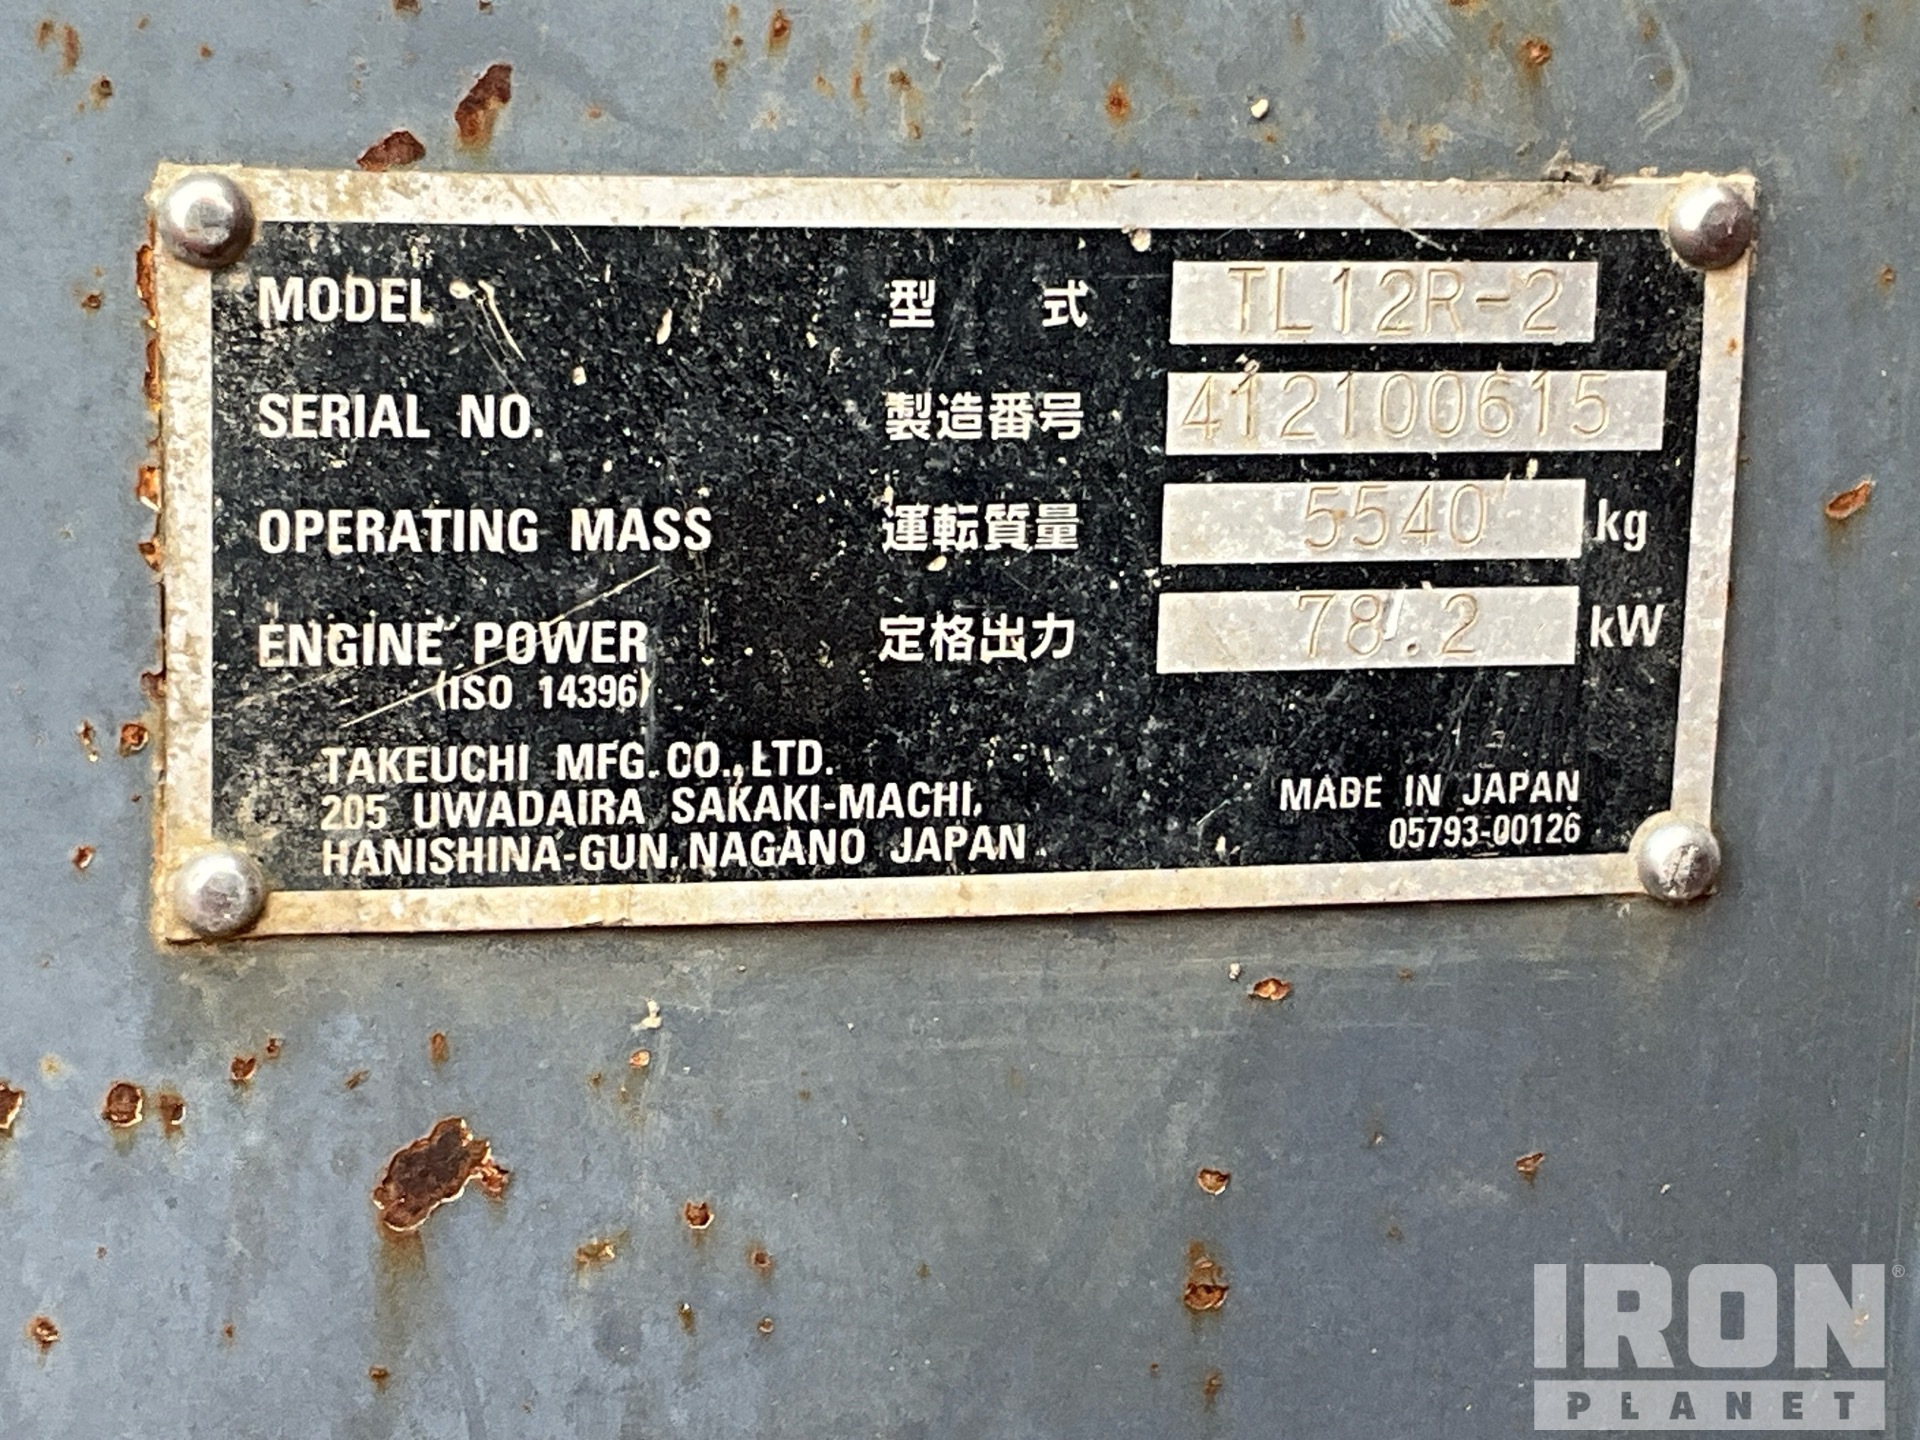 MODEL 型 式 TL12R-2
SERIAL NO. 製造番号 412100615
OPERATING MASS 運転質量 5540 kg
ENGINE POWER 定格出力 78.2 kW
(ISO 14396)
TAKEUCHI MFG. CO., LTD.
205 UWADAIRA SAKAKI-MACHI,
HANISHINA-GUN, NAGANO JAPAN
MADE IN JAPAN
05793-00126
IRON ®
PLANET